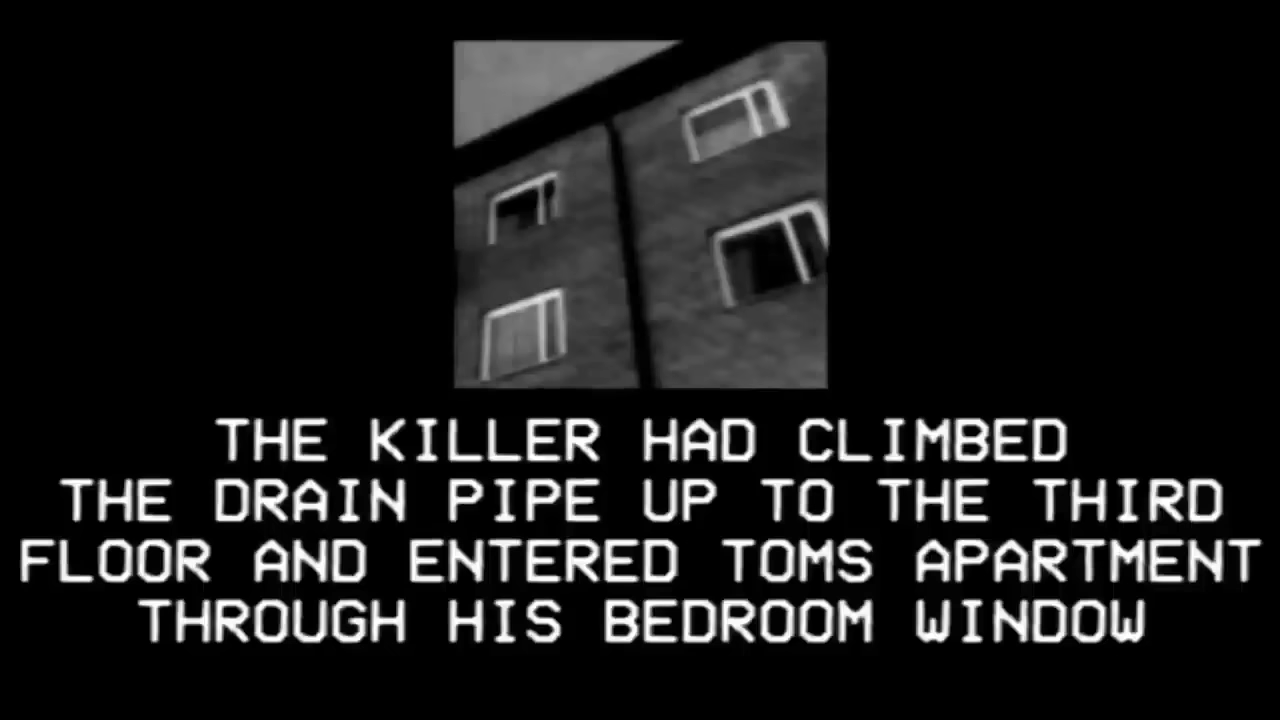 THE KILLER HAD CLIMBED
THE DRAIN PIPE UP TO THE THIRD
FLOOR AND ENTERED TOMS APARTMENT
THROUGH HIS BEDROOM WINDOW